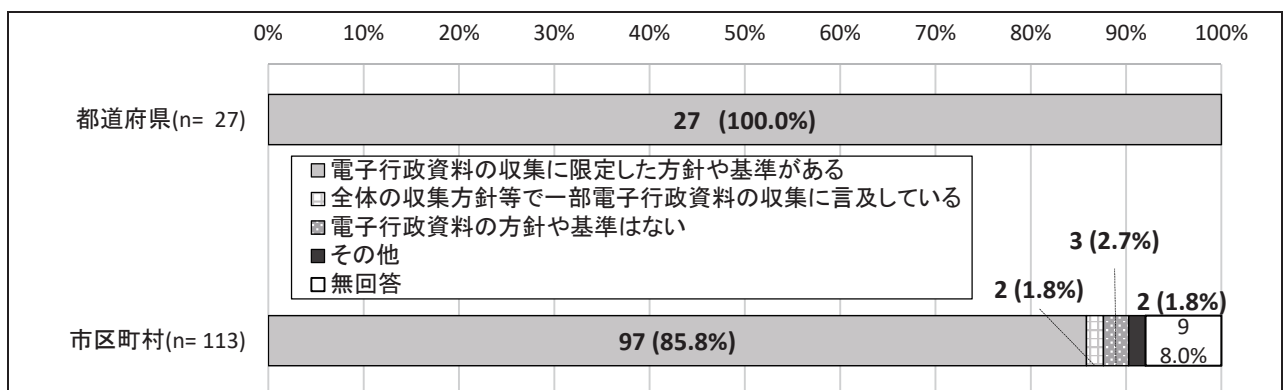 0% 10% 20% 30% 40% 50% 60% 70% 80% 90% 100%
都道府県(n= 27)
27 (100.0%)
電子行政資料の収集に限定した方針や基準がある
全体の収集方針等で一部電子行政資料の収集に言及している
電子行政資料の方針や基準はない
その他
無回答
3 (2.7%)
2 (1.8%)
2 (1.8%)
市区町村(n= 113)
97 (85.8%)
9
8.0%